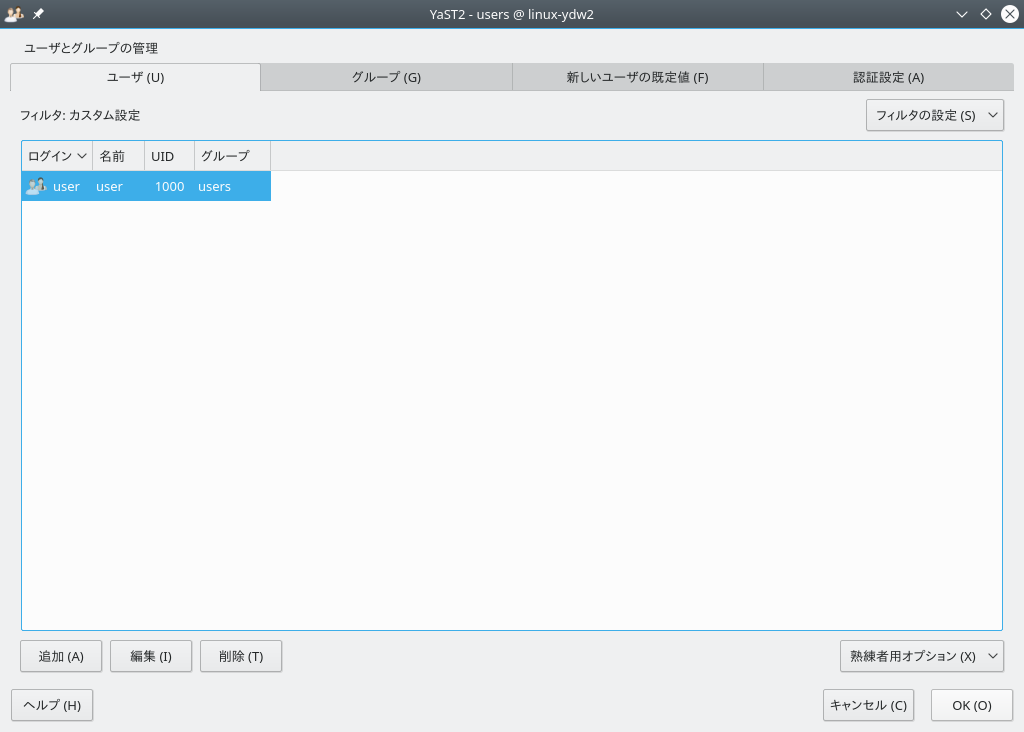 YaST2 - users @ linux-ydw2
ユーザとグループの管理
ユーザ (U) グループ (G) 新しいユーザの既定値 (F) 認証設定 (A)
フィルタ: カスタム設定 フィルタの設定 (S)
ログイン 名前 UID グループ
user user 1000 users
追加 (A) 編集 (I) 削除 (T) 熟練者用オプション (X)
ヘルプ (H) キャンセル (C) OK (O)